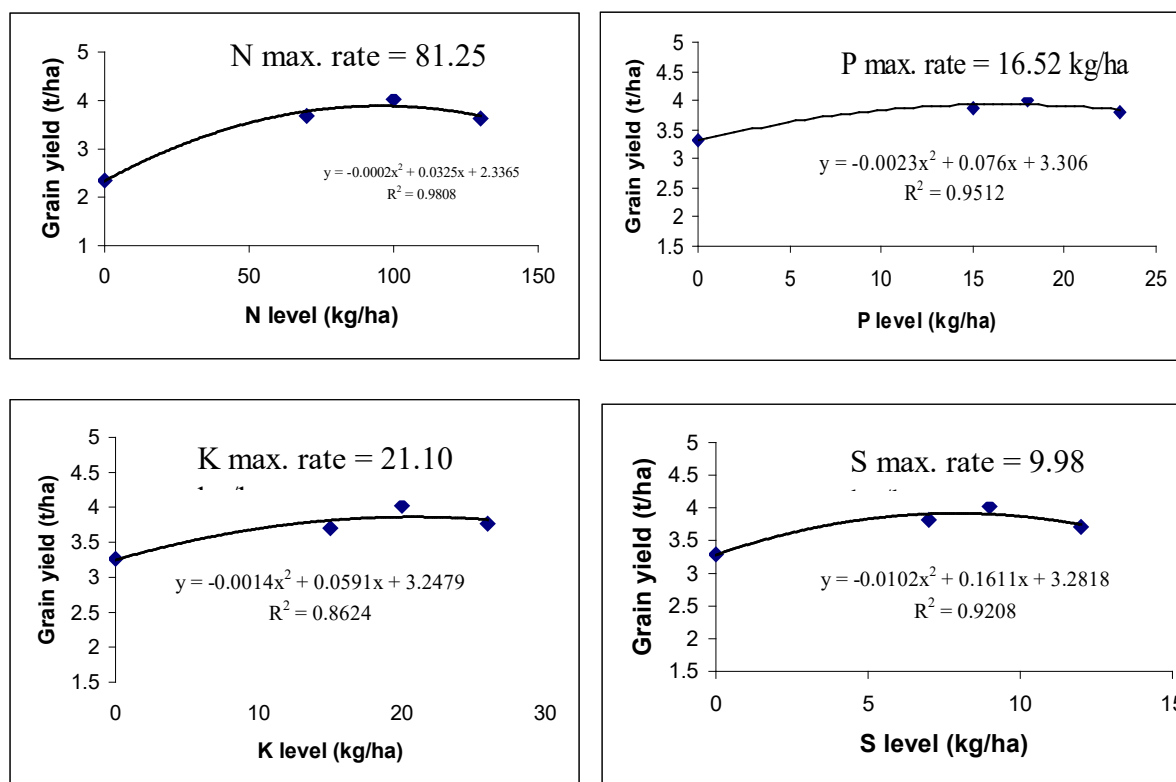 N max. rate = 81.25
Grain yield (t/ha)
5
4
3
2
1
y = -0.0002x² + 0.0325x + 2.3365
R² = 0.9808
0 50 100 150
N level (kg/ha)
P max. rate = 16.52 kg/ha
Grain yield (t/ha)
5
4.5
4
3.5
3
2.5
2
1.5
y = -0.0023x² + 0.076x + 3.306
R² = 0.9512
0 5 10 15 20 25
P level (kg/ha)
K max. rate = 21.10
Grain yield (t/ha)
5
4.5
4
3.5
3
2.5
2
1.5
y = -0.0014x² + 0.0591x + 3.2479
R² = 0.8624
0 10 20 30
K level (kg/ha)
S max. rate = 9.98
Grain yield (t/ha)
5
4.5
4
3.5
3
2.5
2
1.5
y = -0.0102x² + 0.1611x + 3.2818
R² = 0.9208
0 5 10 15
S level (kg/ha)